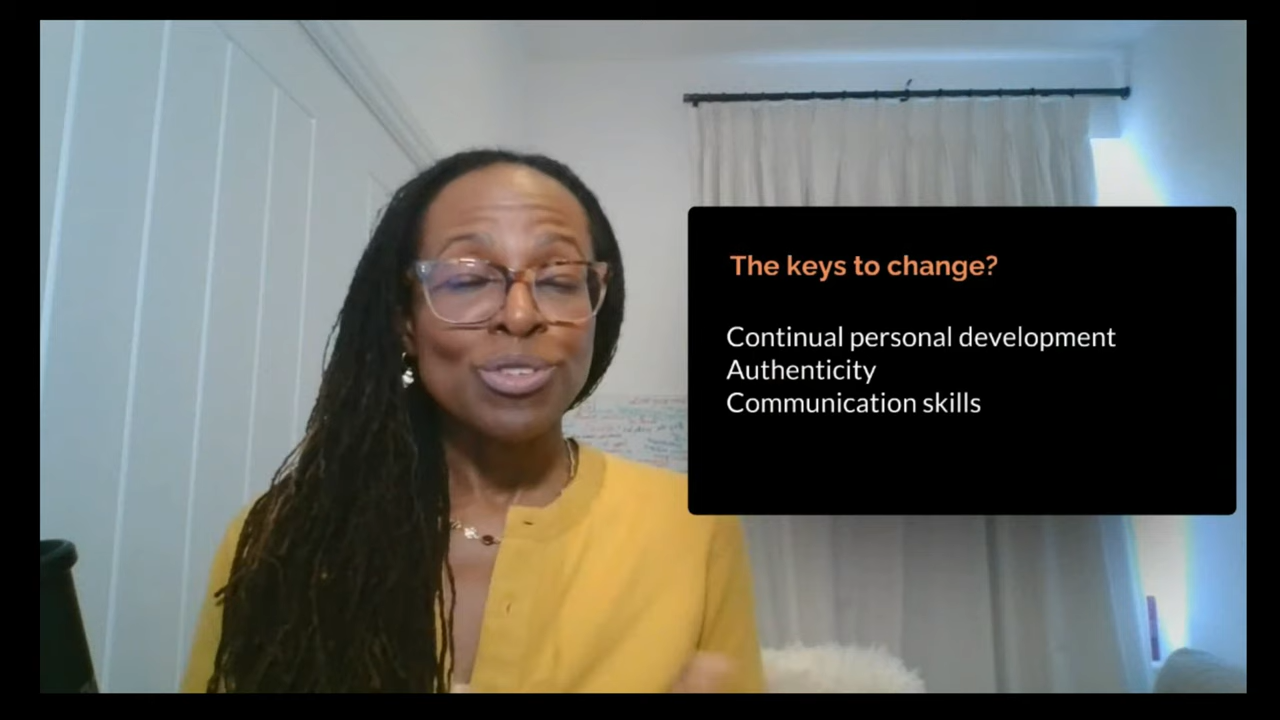 The keys to change?
Continual personal development
Authenticity
Communication skills